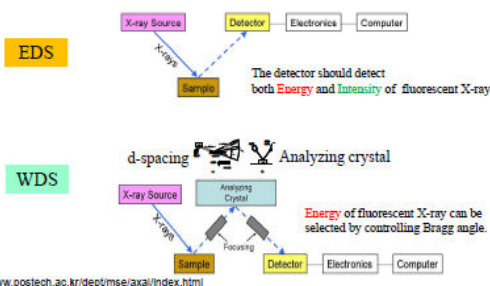 X-ray Source
Detector
Electronics
Computer
EDS
X-rays
Sample
The detector should detect
both Energy and Intensity of fluorescent X-ray
d-spacing
Analyzing crystal
WDS
Analyzing
Crystal
X-ray Source
X-rays
Focusing
Energy of fluorescent X-ray can be
selected by controlling Bragg angle.
Sample
Detector
Electronics
Computer
ww.postech.ac.kr/dept/mse/axal/index.html